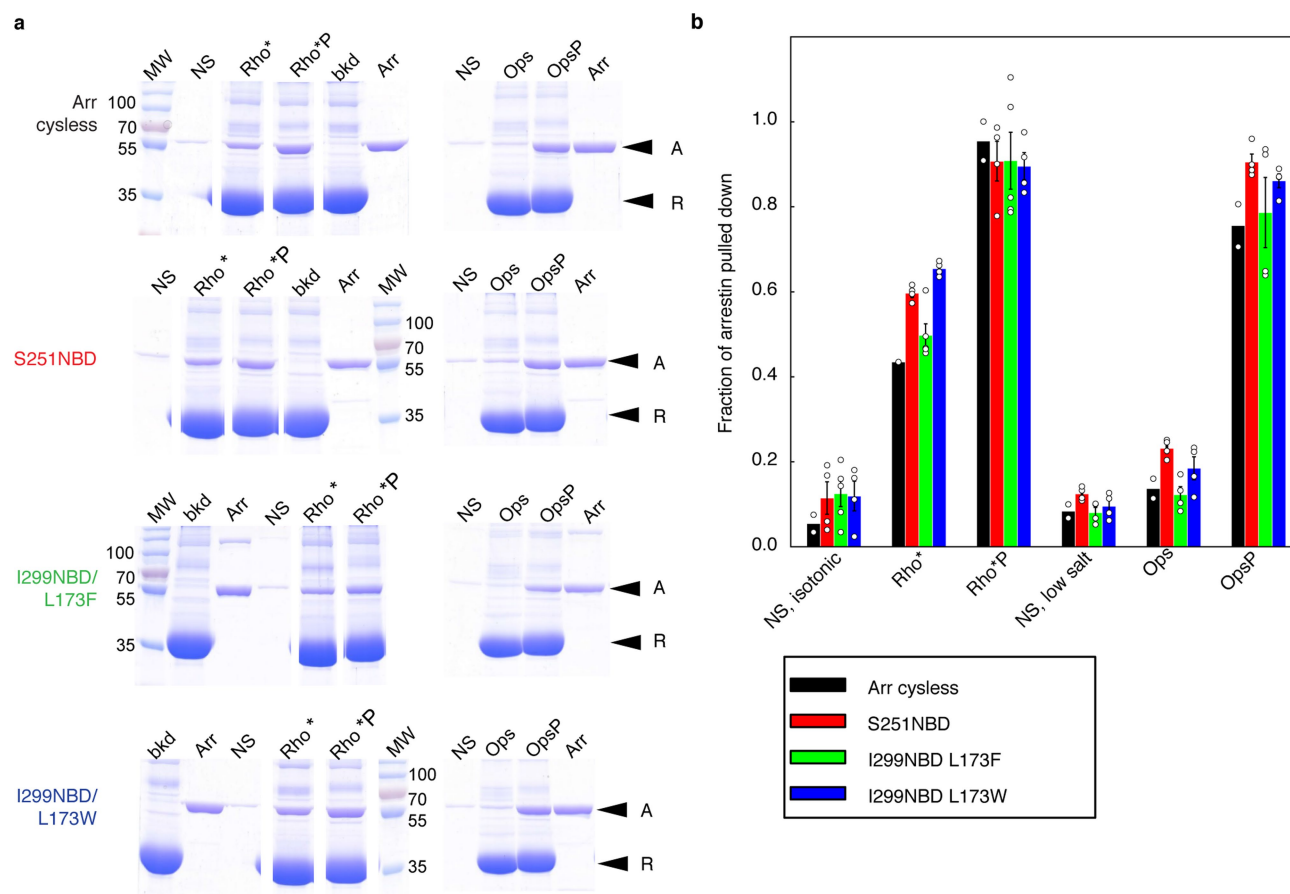 a
MW NS Rho* Rho*P bkd Arr NS Ops OpsP Arr
Arr
cysless
100
70
55
35
A
R
NS Rho* Rho*P bkd Arr MW NS Ops OpsP Arr
S251NBD
100
70
55
35
A
R
MW bkd Arr NS Rho* Rho*P NS Ops OpsP Arr
I299NBD/
L173F
100
70
55
35
A
R
bkd Arr NS Rho* Rho*P MW NS Ops OpsP Arr
I299NBD/
L173W
100
70
55
35
A
R
b
Fraction of arrestin pulled down
1.0
0.8
0.6
0.4
0.2
0.0
NS, isotonic Rho* Rho*P NS, low salt Ops OpsP
Arr cysless
S251NBD
I299NBD L173F
I299NBD L173W